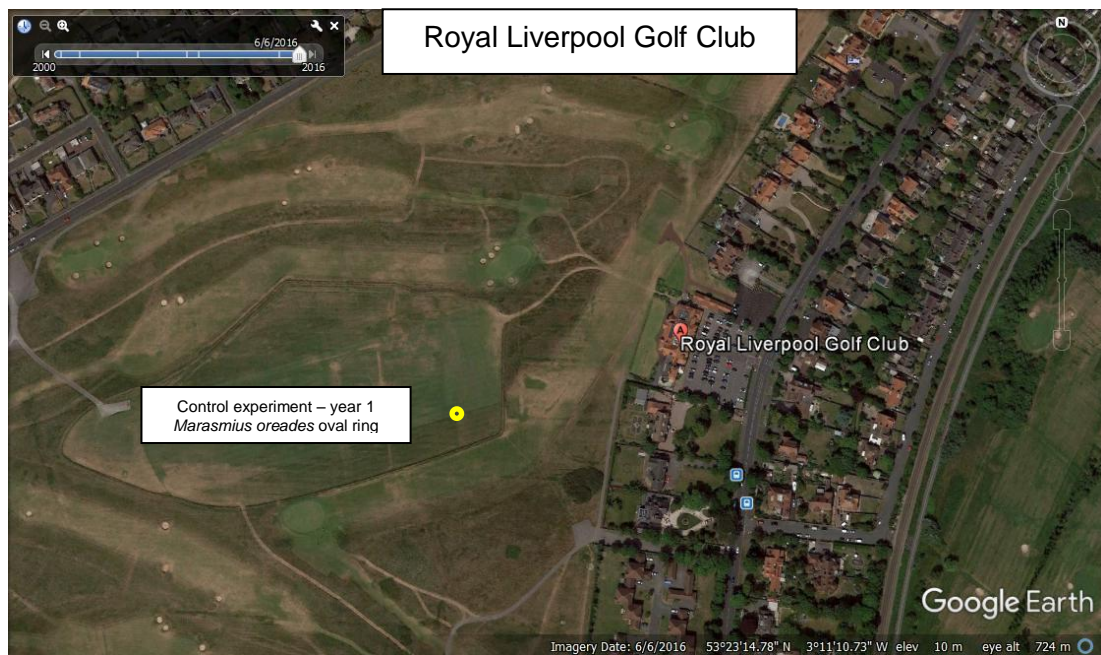 Royal Liverpool Golf Club
6/6/2016
2000
2016
N
A
Royal Liverpool Golf Club
Control experiment – year 1
Marasmius oreades oval ring
Google Earth
Imagery Date: 6/6/2016 53°23'14.78" N 3°11'10.73" W elev 10 m eye alt 724 m